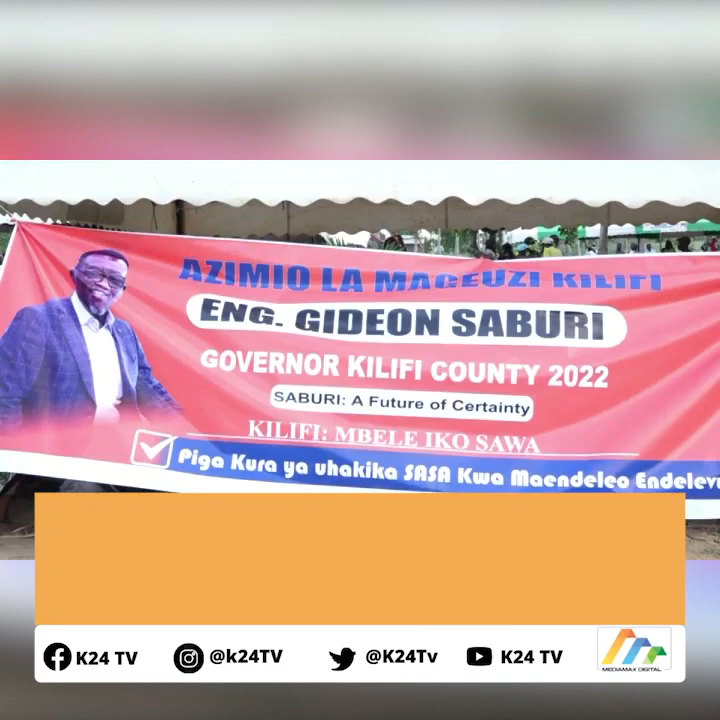 AZIMIO LA MAGEUZI KILIFI
ENG. GIDEON SABURI
GOVERNOR KILIFI COUNTY 2022
SABURI: A Future of Certainty
KILIFI: MBELE IKO SAWA
Piga Kura ya uhakika SASA Kwa Maendeleo Endelevu
K24 TV
@k24TV
@K24Tv
K24 TV
MEDIAMAX DIGITAL